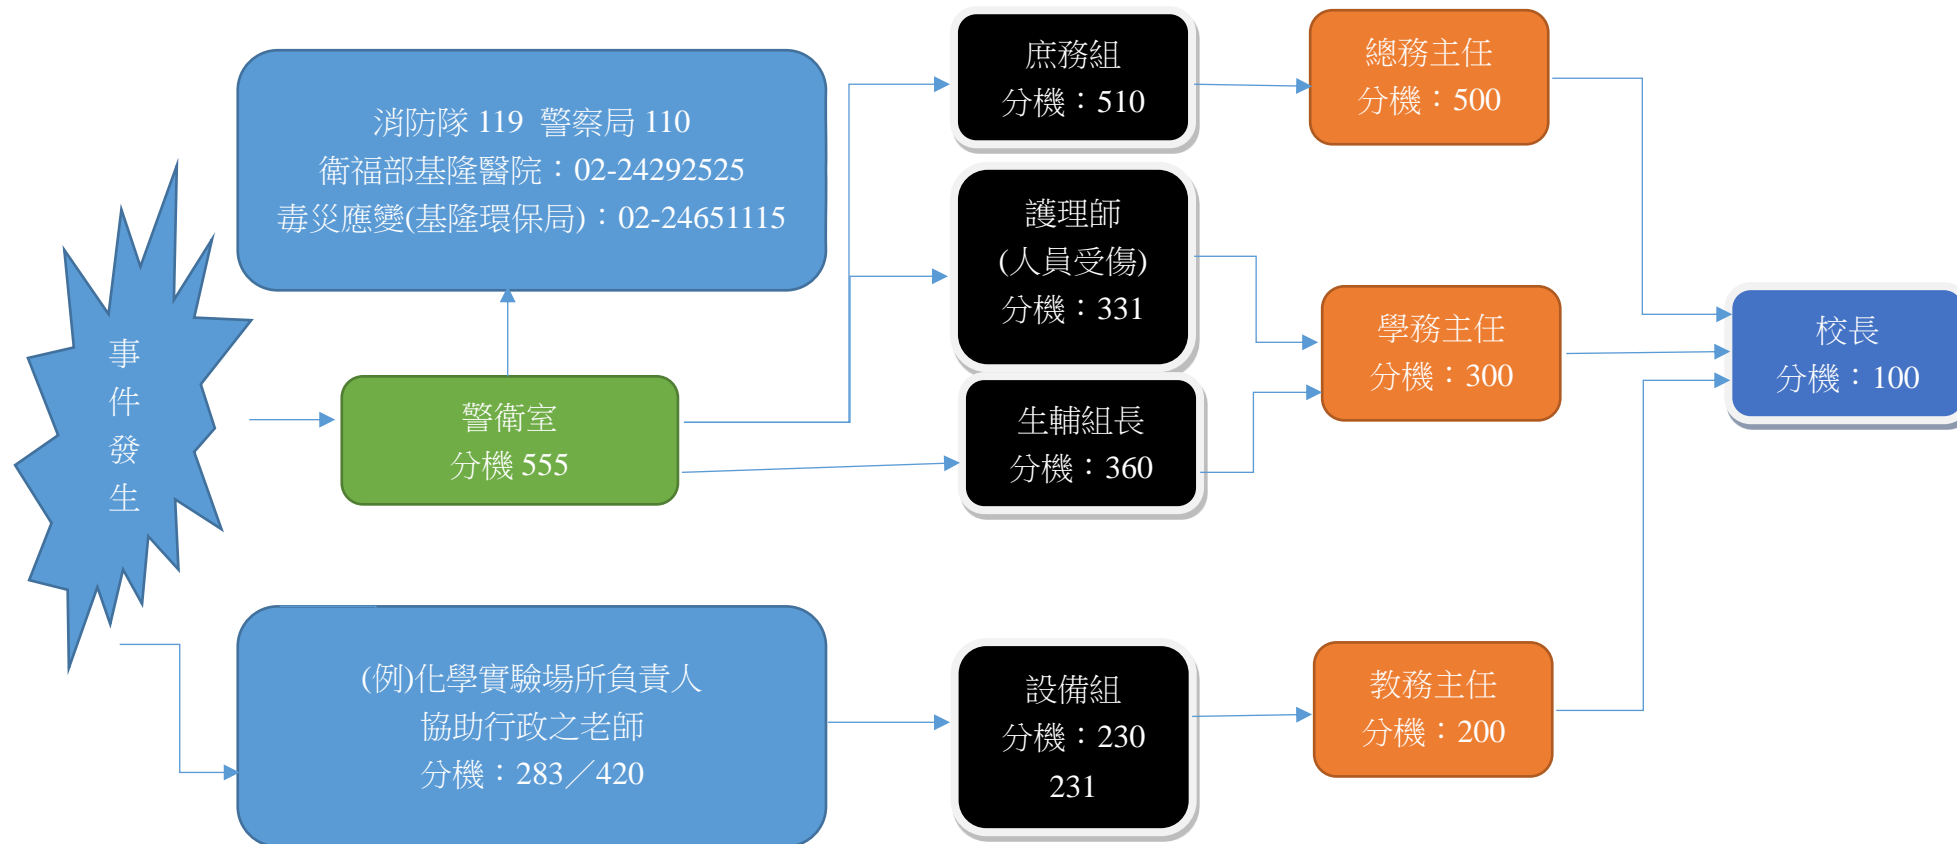 事
件
發
生
消防隊 119 警察局 110
衛福部基隆醫院：02-24292525
毒災應變(基隆環保局)：02-24651115
警衛室
分機 555
(例)化學實驗場所負責人
協助行政之老師
分機：283／420
庶務組
分機：510
護理師
(人員受傷)
分機：331
生輔組長
分機：360
設備組
分機：230
231
總務主任
分機：500
學務主任
分機：300
教務主任
分機：200
校長
分機：100